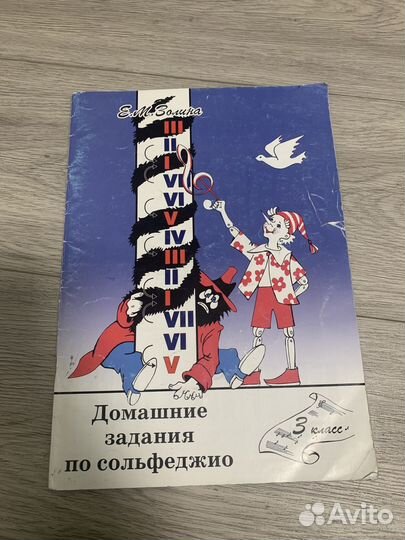 Е.М.Золина
III
II
I
VII
VI
V
IV
III
II
I
VII
VI
V
Домашние
задания
по сольфеджио
3 класс
Avito